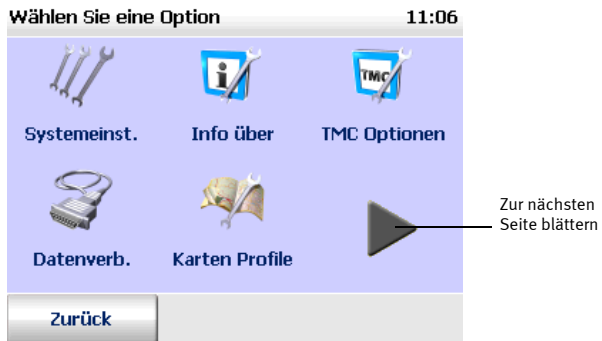 Wählen Sie eine Option 11:06
i
TMC
Systemeinst. Info über TMC Optionen
Zur nächsten
Seite blättern
Datenverb. Karten Profile
Zurück